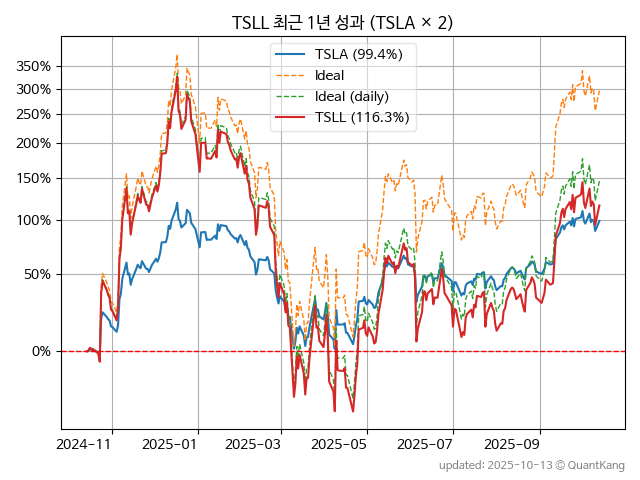 TSLL 최근 1년 성과 (TSLA × 2)
TSLA (99.4%)
Ideal
Ideal (daily)
TSLL (116.3%)
350%
300%
250%
200%
150%
100%
50%
0%
2024-11
2025-01
2025-03
2025-05
2025-07
2025-09
updated: 2025-10-13 © QuantKang